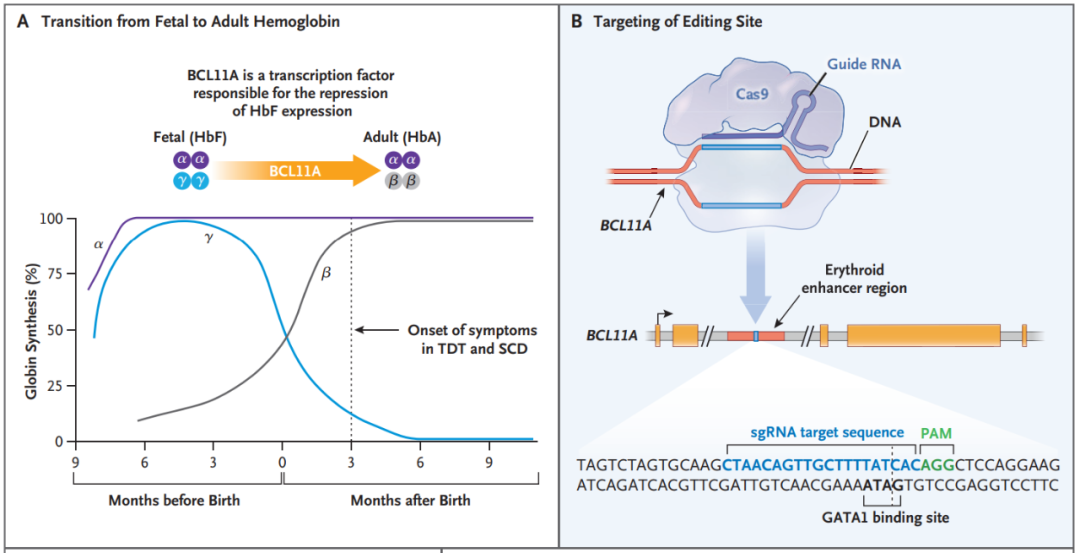 A Transition from Fetal to Adult Hemoglobin
BCL11A is a transcription factor
responsible for the repression
of HbF expression
Fetal (HbF)
Adult (HbA)
α α
γ γ
BCL11A
α α
β β
Globin Synthesis (%)
100
75
50
25
0
α
γ
β
Onset of symptoms
in TDT and SCD
9 6 3 0 3 6 9
Months before Birth
Months after Birth
B Targeting of Editing Site
Guide RNA
Cas9
DNA
BCL11A
Erythroid
enhancer region
BCL11A
sgRNA target sequence
PAM
TAGTCTAGTGCAAGCTAACAGTTGCTTTTATCACAGGCTCCAGGAAG
ATCAGATCACGTTCGATTGTCAACGAAAATAGTGTCCGAGGTCCTTC
GATA1 binding site